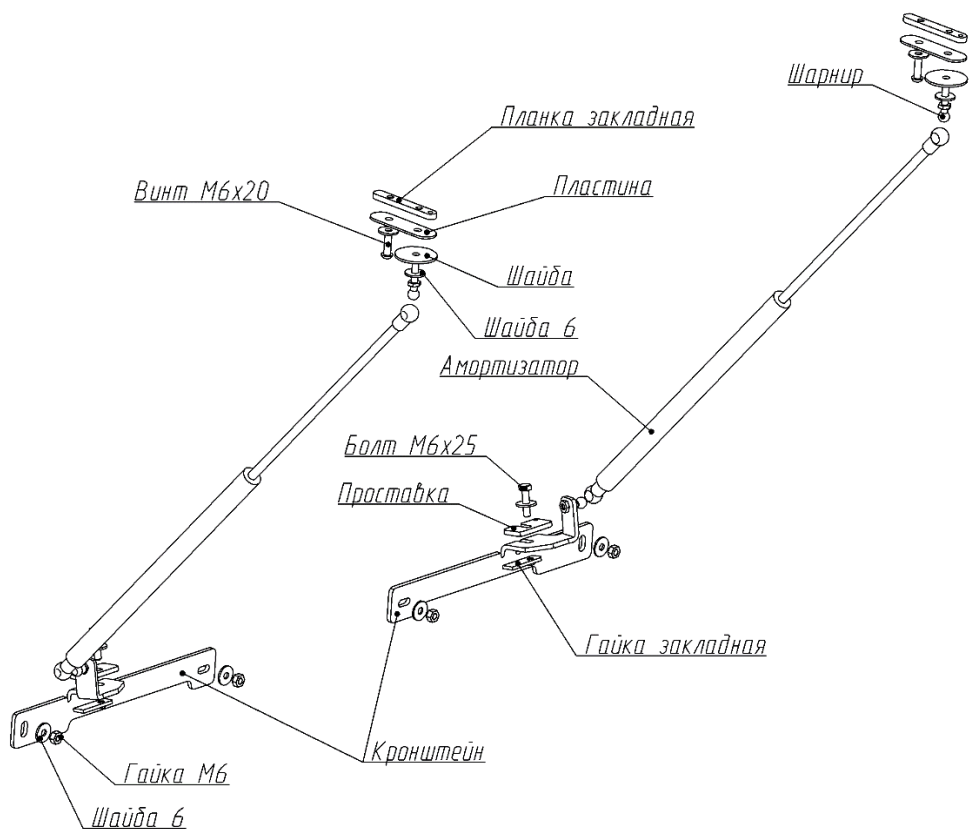 Шарнир
Планка закладная
Винт М6х20
Пластина
Шайба
Шайба 6
Амортизатор
Болт М6х25
Проставка
Гайка закладная
Кронштейн
Гайка М6
Шайба 6